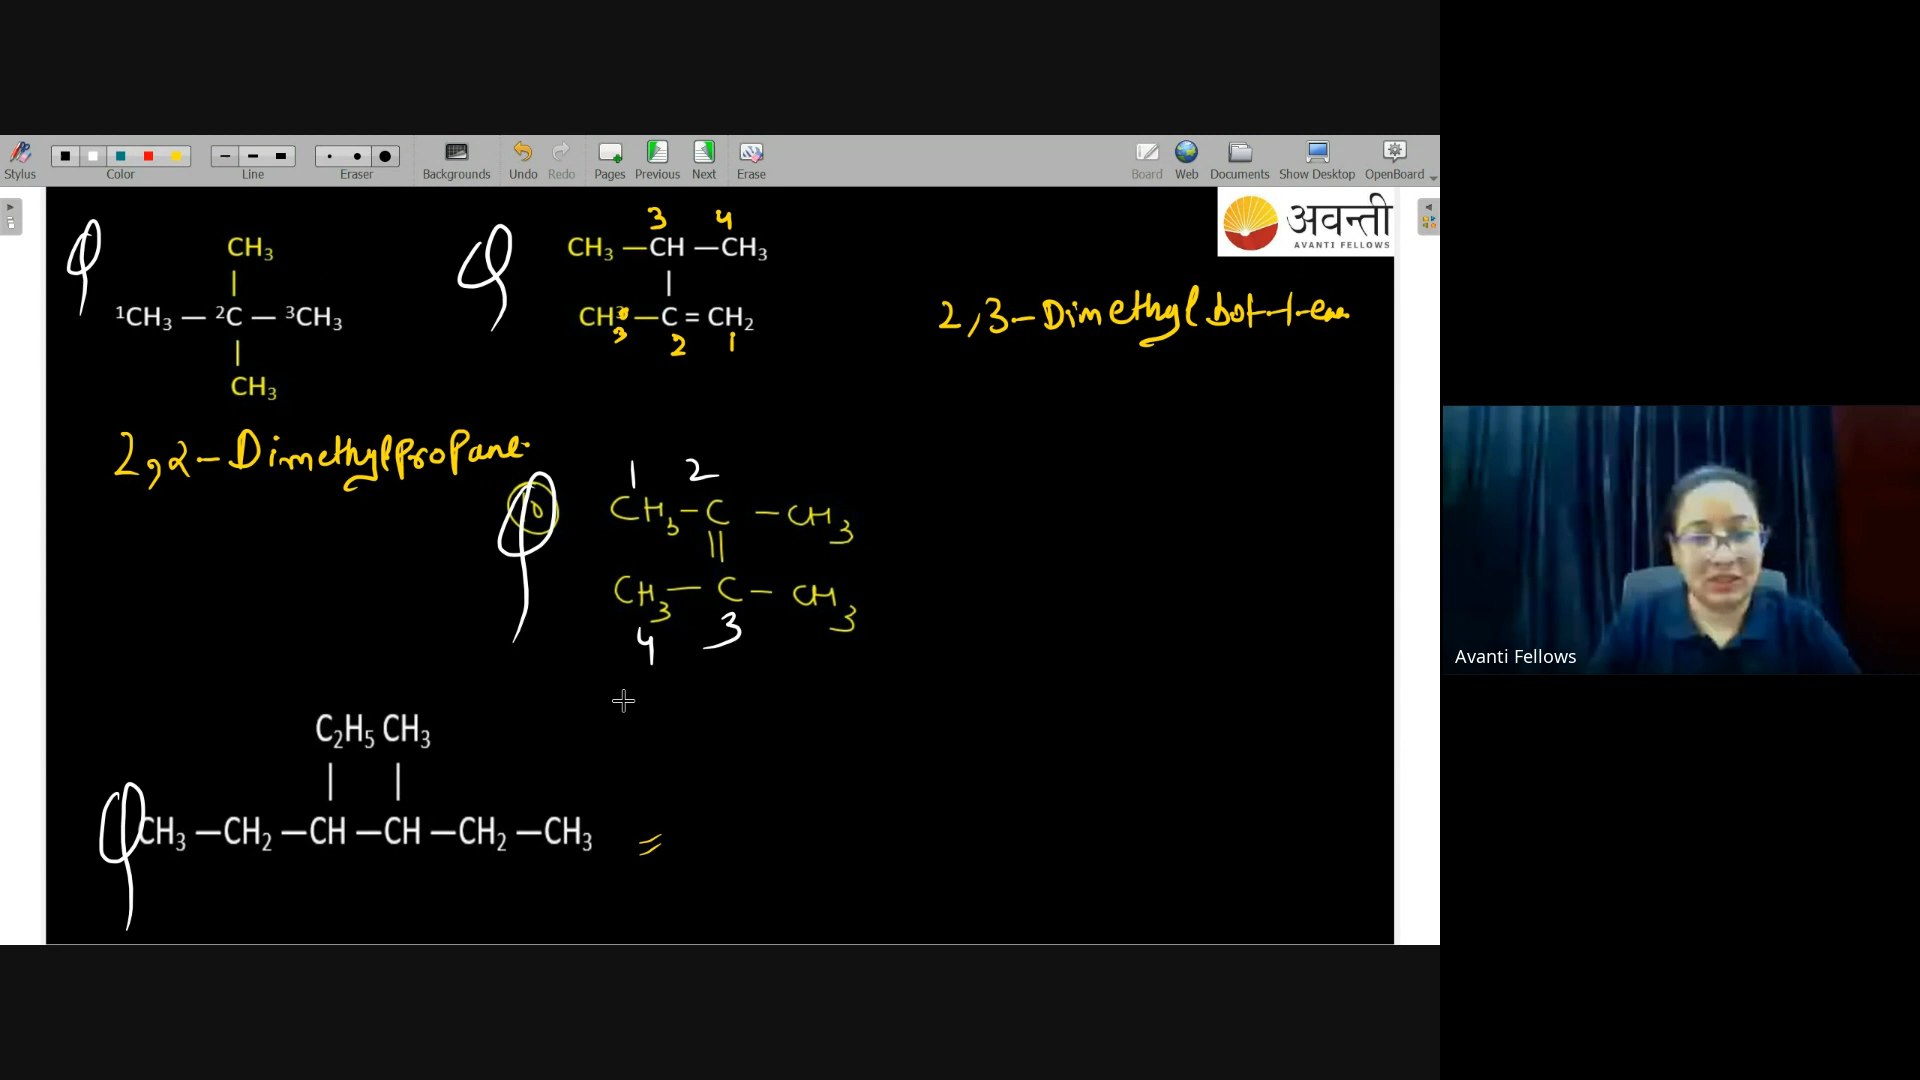 Stylus
Color
Line
Eraser
Backgrounds
Undo
Redo
Pages
Previous
Next
Erase
Board
Web
Documents
Show Desktop
OpenBoard
अवन्ती
AVANTI FELLOWS
Q
CH₃
|
¹CH₃ — ²C — ³CH₃
|
CH₃
2,2-Dimethylpropane
Q
3 4
CH₃ —CH —CH₃
|
CH₃ —C = CH₂
3 2 1
2,3-Dimethyl but-1-ene
Q
1 2
CH₃-C -CH₃
||
CH₃-C-CH₃
4 3
Q
C₂H₅ CH₃
| |
CH₃ —CH₂ —CH —CH —CH₂ —CH₃ =
Avanti Fellows